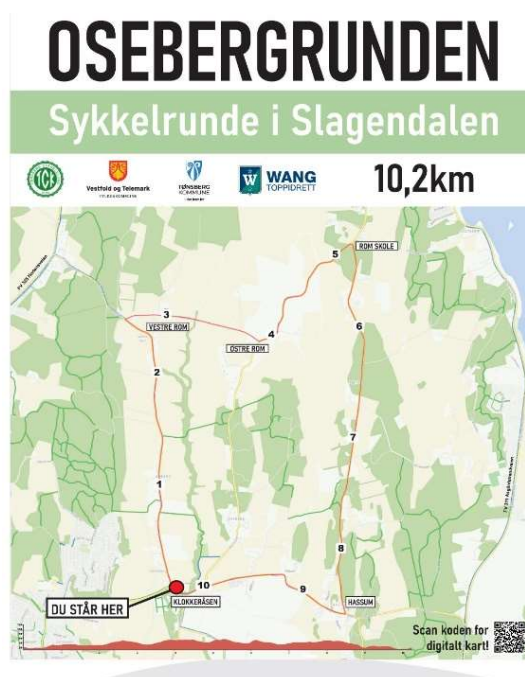 OSEBERGRUNDEN
Sykkelrunde i Slagendalen
TCK
Vestfold og Telemark
FYLKESKOMMUNE
TØNSBERG
KOMMUNE
W
WANG
TOPPIDRETT
10,2km
ROM SKOLE
5
3
VESTRE ROM
4
6
ØSTRE ROM
2
7
1
8
10
9
DU STÅR HER
KLOKKERÅSEN
HASSUM
Scan koden for
digitalt kart!